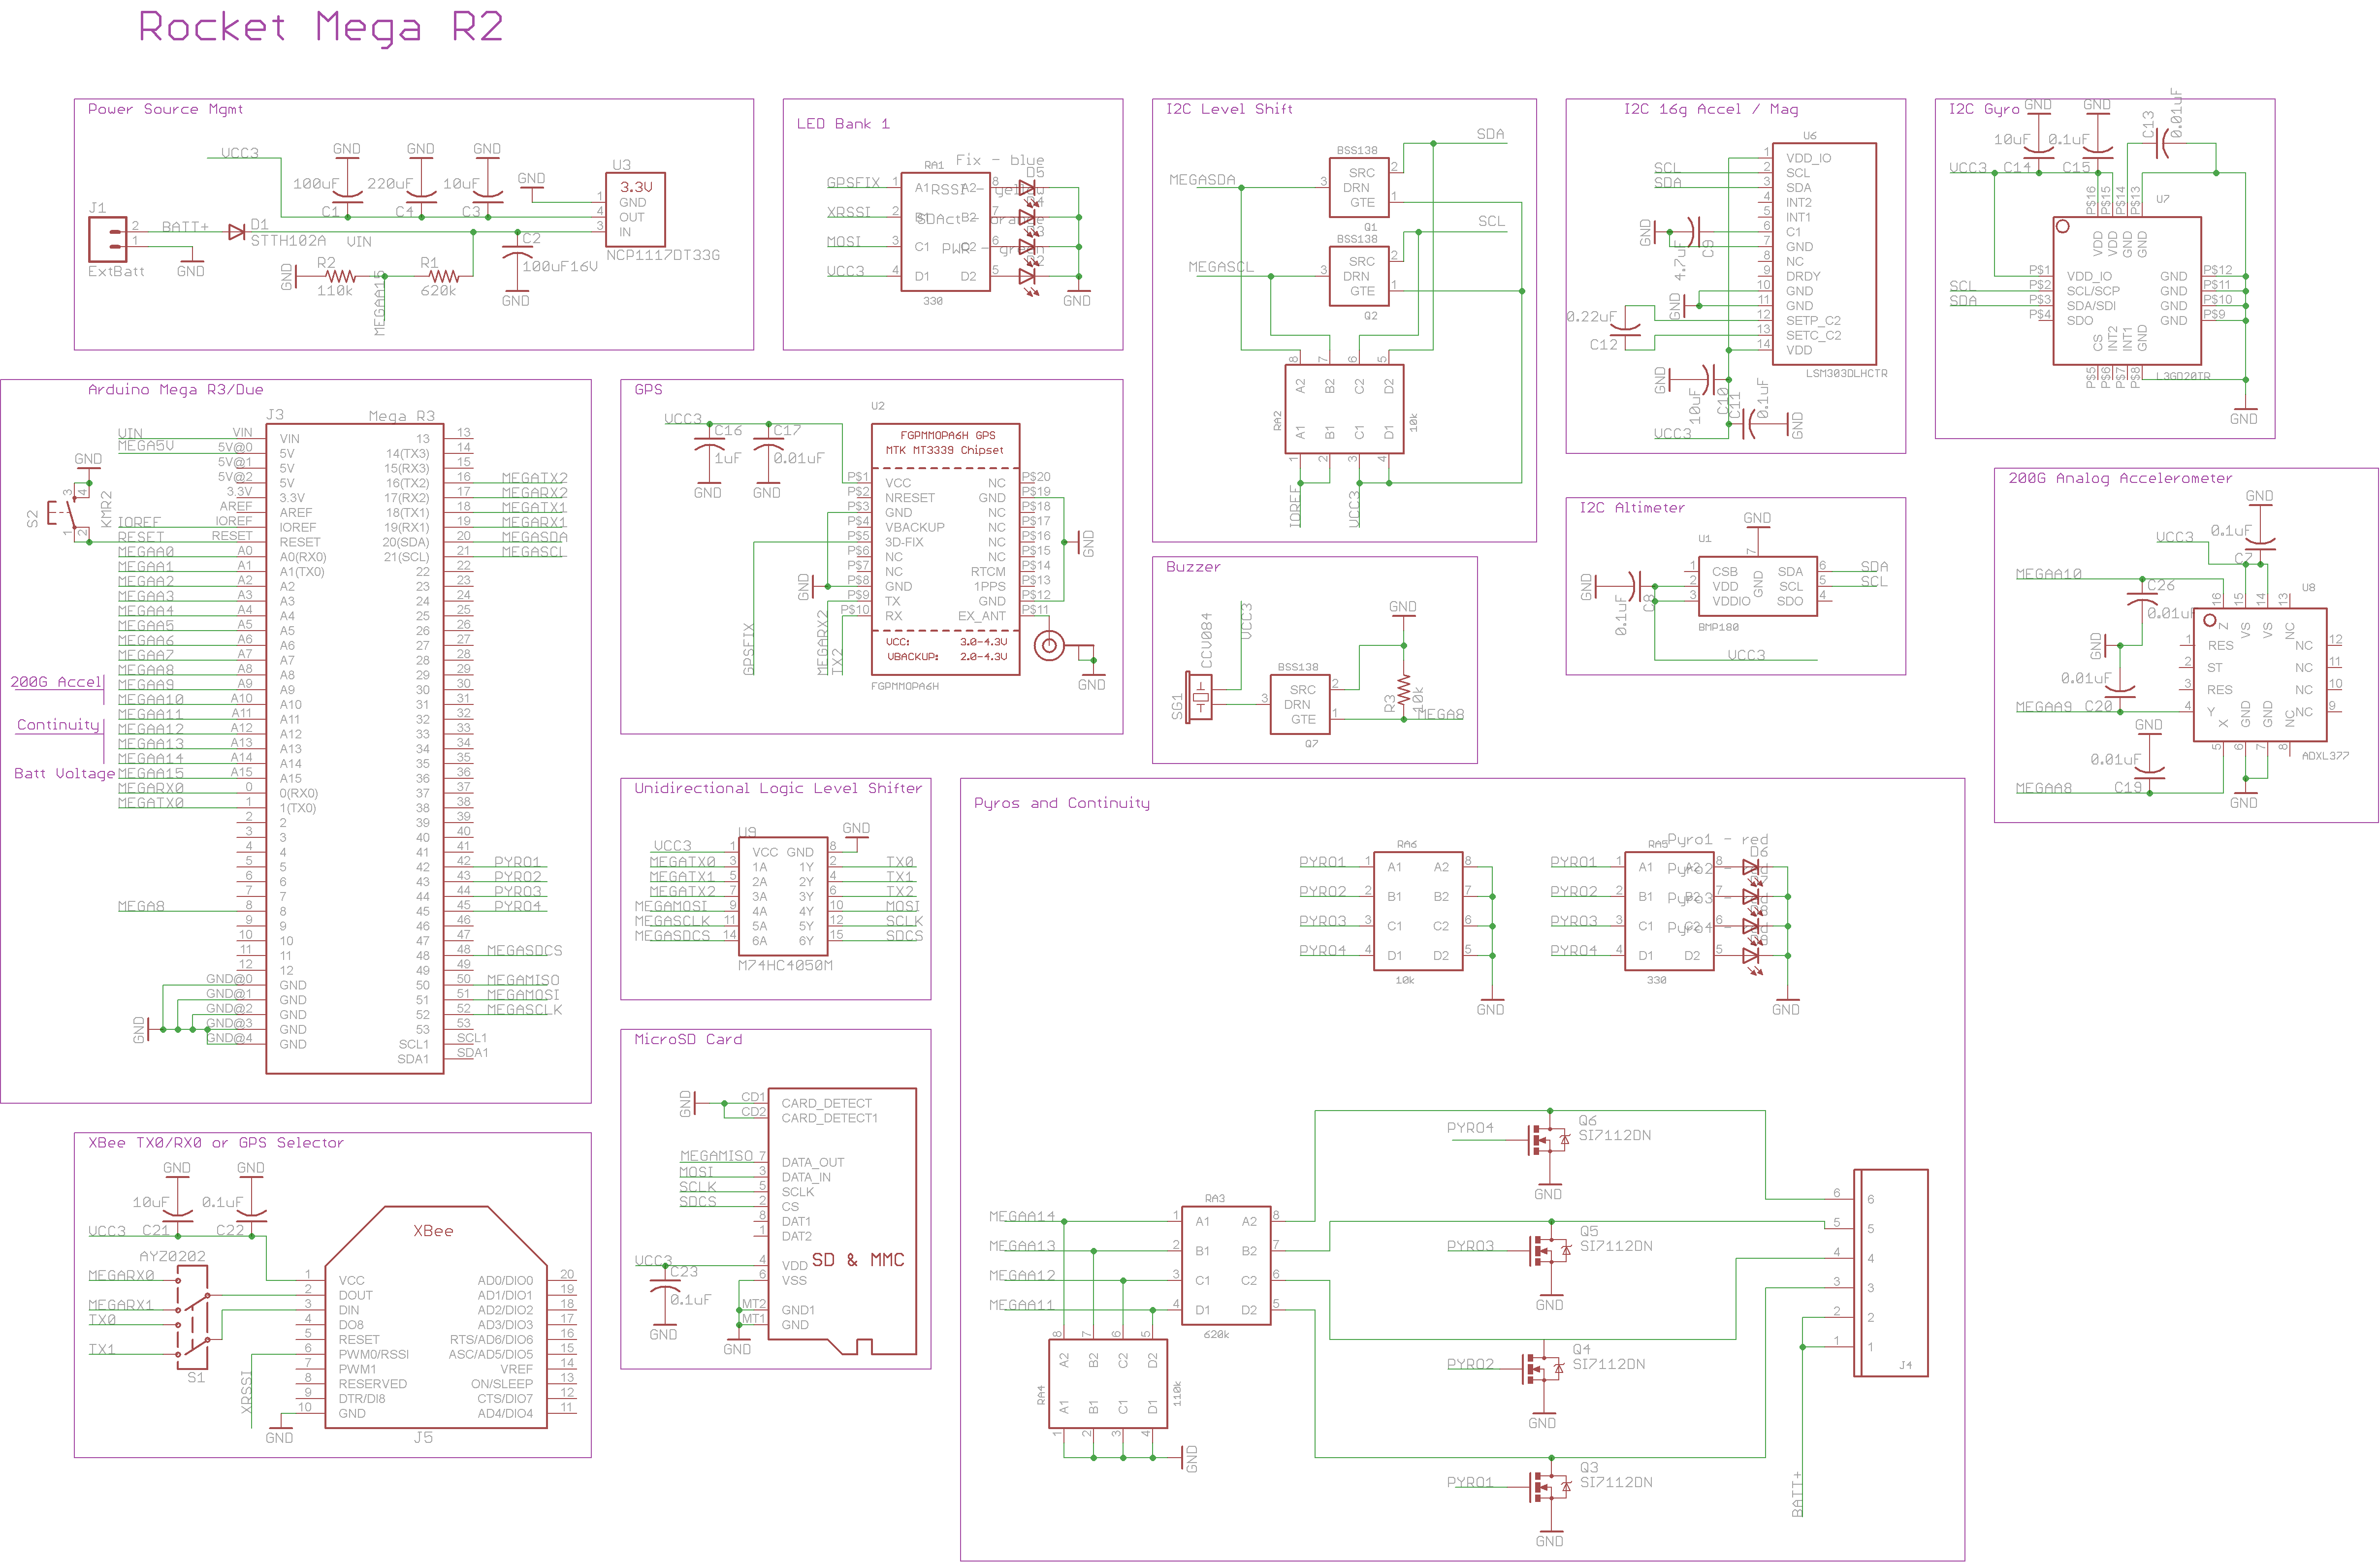 Rocket Mega R2
Power Source Mgmt
VCC3
GND
GND
GND
100uF
220uF
10uF
C1
C4
C3
GND
U3
3.3V
1 GND
4 OUT
3 IN
NCP1117DT33G
J1
2
1
ExtBatt
BATT+
GND
D1
STTH102A
VIN
C2
100uF16V
GND
GND
R2
110k
R1
620k
MEGAA15
LED Bank 1
RA1
Fix - blue
RSSI - yellow
SDAct - orange
PWR - green
GPSFIX 1 A1 A2 8 D5
XRSSI 2 B1 B2 7 D4
MOSI 3 C1 C2 6 D3
VCC3 4 D1 D2 5 D2
330
GND
I2C Level Shift
SDA
BSS138
MEGASDA
3
SRC 2
DRN
GTE 1
Q1
SCL
BSS138
MEGASCL
3
SRC 2
DRN
GTE 1
Q2
8 7 6 5
A2 B2 C2 D2
RA2
10k
A1 B1 C1 D1
1 2 3 4
IOREF
VCC3
I2C 16g Accel / Mag
U6
1 VDD_IO
SCL 2 SCL
SDA 3 SDA
4 INT2
5 INT1
6 C1
7 GND
8 NC
9 DRDY
10 GND
11 GND
12 SETP_C2
13 SETC_C2
14 VDD
LSM303DLHCTR
GND
4.7uF
C9
GND
0.22uF
C12
GND
10uF
C10
C11
0.1uF
GND
VCC3
I2C Gyro
GND
GND
10uF
0.1uF
C13
0.01uF
VCC3
C14
C15
P$16 P$15 P$14 P$13
U7
VDD VDD GND GND
P$1 VDD_IO GND P$12
SCL P$2 SCL/SCP GND P$11
SDA P$3 SDA/SDI GND P$10
P$4 SDO GND P$9
CS INT2 INT1 GND
P$5 P$6 P$7 P$8
L3GD20TR
GND
Arduino Mega R3/Due
J3
Mega R3
VIN VIN VIN 13 13
MEGA5V 5V@0 5V 14(TX3) 14
5V@1 5V 15(RX3) 15
5V@2 5V 16(TX2) 16 MEGATX2
3.3V 3.3V 17(RX2) 17 MEGARX2
AREF AREF 18(TX1) 18 MEGATX1
IOREF IOREF IOREF 19(RX1) 19 MEGARX1
RESET RESET RESET 20(SDA) 20 MEGASDA
MEGAA0 A0 A0(RX0) 21(SCL) 21 MEGASCL
MEGAA1 A1 A1(TX0) 22 22
MEGAA2 A2 A2 23 23
MEGAA3 A3 A3 24 24
MEGAA4 A4 A4 25 25
MEGAA5 A5 A5 26 26
MEGAA6 A6 A6 27 27
MEGAA7 A7 A7 28 28
MEGAA8 A8 A8 29 29
MEGAA9 A9 A9 30 30
MEGAA10 A10 A10 31 31
MEGAA11 A11 A11 32 32
MEGAA12 A12 A12 33 33
MEGAA13 A13 A13 34 34
MEGAA14 A14 A14 35 35
MEGAA15 A15 A15 36 36
MEGARX0 0 0(RX0) 37 37
MEGATX0 1 1(TX0) 38 38
2 2 39 39
3 3 40 40
4 4 41 41
5 5 42 42 PYRO1
6 6 43 43 PYRO2
7 7 44 44 PYRO3
MEGA8 8 8 45 45 PYRO4
9 9 46 46
10 10 47 47
11 11 48 48 MEGASDCS
12 12 49 49
GND@0 GND 50 50 MEGAMISO
GND@1 GND 51 51 MEGAMOSI
GND@2 GND 52 52 MEGASCLK
GND@3 GND 53 53
GND@4 GND SCL1 SCL1
SDA1 SDA1
GND
GND
S2
3 4
1 2
KMR2
200G Accel
Continuity
Batt Voltage
GPS
VCC3
C16
1uF
C17
0.01uF
GND
GND
U2
FGPMMOPA6H GPS
MTK MT3339 Chipset
P$1 VCC NC P$20
P$2 NRESET GND P$19
P$3 GND NC P$18
P$4 VBACKUP NC P$17
P$5 3D-FIX NC P$16
P$6 NC NC P$15
P$7 NC RTCM P$14
P$8 GND 1PPS P$13
P$9 TX GND P$12
P$10 RX EX_ANT P$11
VCC: 3.0-4.3V
VBACKUP: 2.0-4.3V
FGPMMOPA6H
GND
GND
GND
GPSFIX
MEGARX2
TX2
Buzzer
CCV084
VCC3
SG1
BSS138
3
SRC 2
DRN
GTE 1
Q7
GND
R3
10k
MEGA8
I2C Altimeter
GND
U1
7
1 CSB SDA 6 SDA
2 VDD GND SCL 5 SCL
3 VDDIO SDO 4
BMP180
GND
0.1uF
C8
VCC3
200G Analog Accelerometer
GND
0.1uF
VCC3
C7
MEGAA10
C26
0.01uF
U8
16 15 14 13
Z VS VS NC
1 RES NC 12
2 ST NC 11
3 RES NC 10
4 Y NC 9
X GND GND NC
5 6 7 8
ADXL377
GND
0.01uF
MEGAA9
C20
GND
0.01uF
MEGAA8
C19
GND
Unidirectional Logic Level Shifter
U9
GND
VCC3 1 VCC GND 8
MEGATX0 3 1A 1Y 2 TX0
MEGATX1 5 2A 2Y 4 TX1
MEGATX2 7 3A 3Y 6 TX2
MEGAMOSI 9 4A 4Y 10 MOSI
MEGASCLK 11 5A 5Y 12 SCLK
MEGASDCS 14 6A 6Y 15 SDCS
M74HC4050M
MicroSD Card
GND
CD1 CARD_DETECT
CD2 CARD_DETECT1
MEGAMISO 7 DATA_OUT
MOSI 3 DATA_IN
SCLK 5 SCLK
SDCS 2 CS
8 DAT1
1 DAT2
VCC3 4 VDD
SD & MMC
6 VSS
C23
0.1uF
MT2 GND1
MT1 GND
GND
GND
XBee TX0/RX0 or GPS Selector
GND
GND
10uF
0.1uF
VCC3
C21
C22
AYZ0202
MEGARX0
MEGARX1
TX0
TX1
S1
XRSSI
GND
XBee
1 VCC AD0/DIO0 20
2 DOUT AD1/DIO1 19
3 DIN AD2/DIO2 18
4 DO8 AD3/DIO3 17
5 RESET RTS/AD6/DIO6 16
6 PWM0/RSSI ASC/AD5/DIO5 15
7 PWM1 VREF 14
8 RESERVED ON/SLEEP 13
9 DTR/DI8 CTS/DIO7 12
10 GND AD4/DIO4 11
J5
Pyros and Continuity
RA6
PYRO1 1 A1 A2 8
PYRO2 2 B1 B2 7
PYRO3 3 C1 C2 6
PYRO4 4 D1 D2 5
10k
GND
RA5
Pyro1 - red
PYRO1 1 A1 A2 8 D6
PYRO2 2 B1 B2 7 D7
PYRO3 3 C1 C2 6 D8
PYRO4 4 D1 D2 5
330
GND
PYRO4
Q6
SI7112DN
GND
PYRO3
Q5
SI7112DN
GND
PYRO2
Q4
SI7112DN
GND
PYRO1
Q3
SI7112DN
GND
RA3
MEGAA14 1 A1 A2 8
MEGAA13 2 B1 B2 7
MEGAA12 3 C1 C2 6
MEGAA11 4 D1 D2 5
620k
8 7 6 5
A2 B2 C2 D2
RA4
110k
A1 B1 C1 D1
1 2 3 4
GND
6 6
5 5
4 4
3 3
2 2
1 1
J4
BATT+